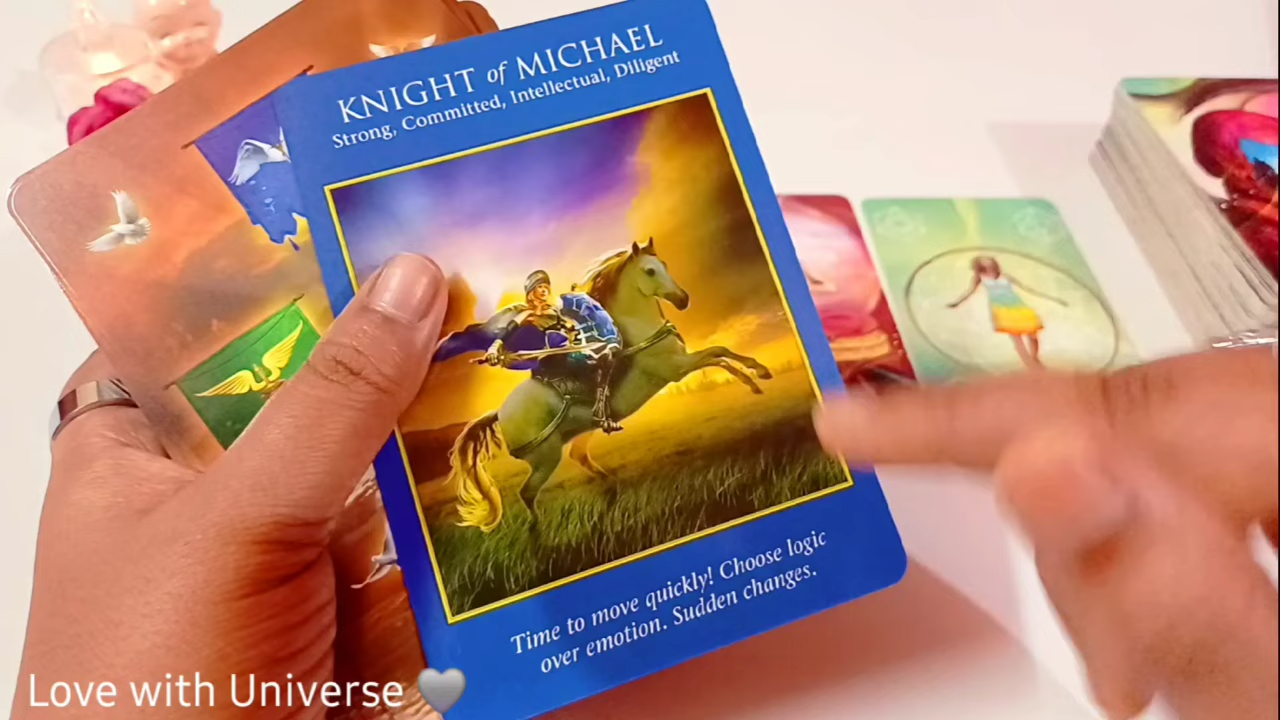 KNIGHT of MICHAEL
Strong, Committed, Intellectual, Diligent
Time to move quickly! Choose logic
over emotion. Sudden changes.
Love with Universe 🩶